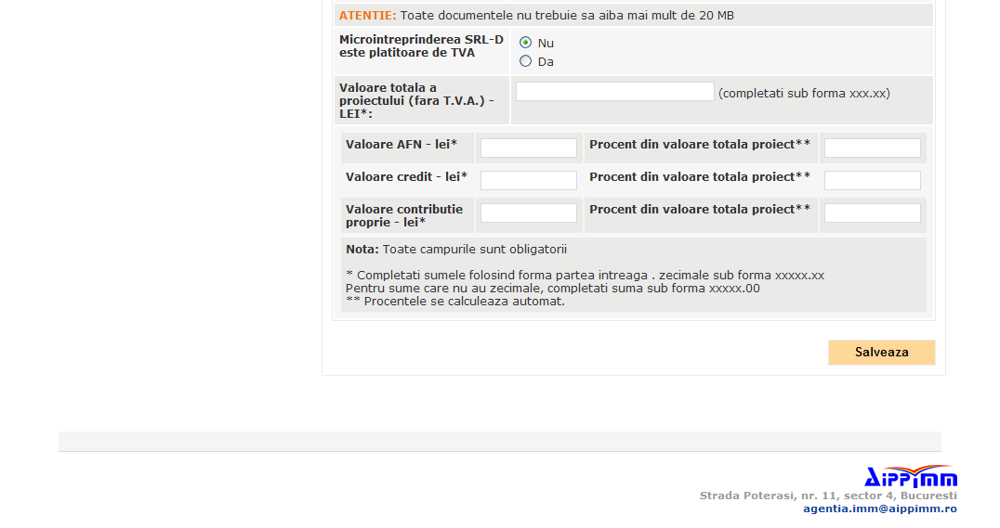 ATENTIE: Toate documentele nu trebuie sa aiba mai mult de 20 MB
Microintreprinderea SRL-D
este platitoare de TVA
Nu
Da
Valoare totala a
proiectului (fara T.V.A.) -
LEI*:
(completati sub forma xxx.xx)
Valoare AFN - lei*
Procent din valoare totala proiect**
Valoare credit - lei*
Procent din valoare totala proiect**
Valoare contributie
proprie - lei*
Procent din valoare totala proiect**
Nota: Toate campurile sunt obligatorii
* Completati sumele folosind forma partea intreaga . zecimale sub forma xxxxx.xx
Pentru sume care nu au zecimale, completati suma sub forma xxxxx.00
** Procentele se calculeaza automat.
Salveaza
AiPPiMM
Strada Poterasi, nr. 11, sector 4, Bucuresti
agentia.imm@aippimm.ro